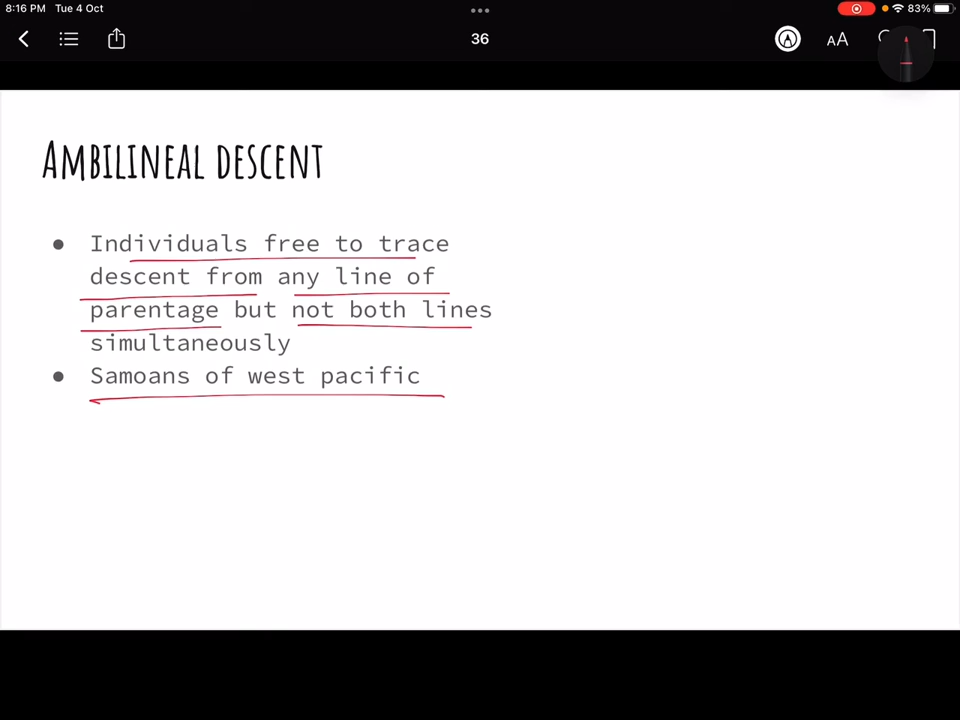 8:16 PM Tue 4 Oct
83%
36
AA
AMBILINEAL DESCENT
● Individuals free to trace
descent from any line of
parentage but not both lines
simultaneously
● Samoans of west pacific